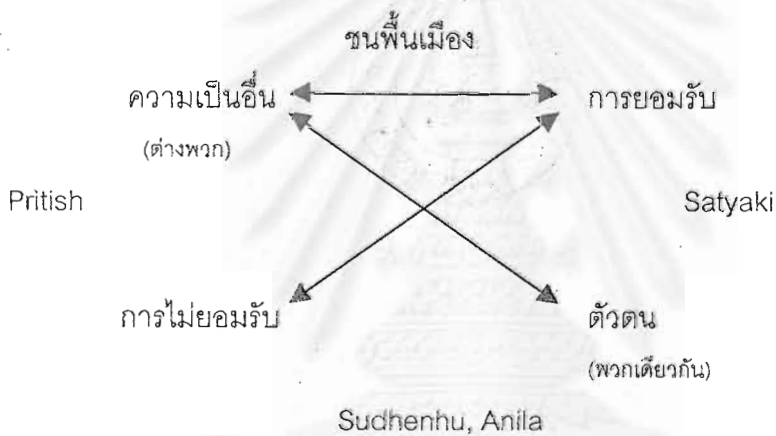 ชนพื้นเมือง
ความเป็นอื่น การยอมรับ
(ต่างพวก)
Pritish Satyaki
การไม่ยอมรับ ตัวตน
(พวกเดียวกัน)
Sudhenhu, Anila